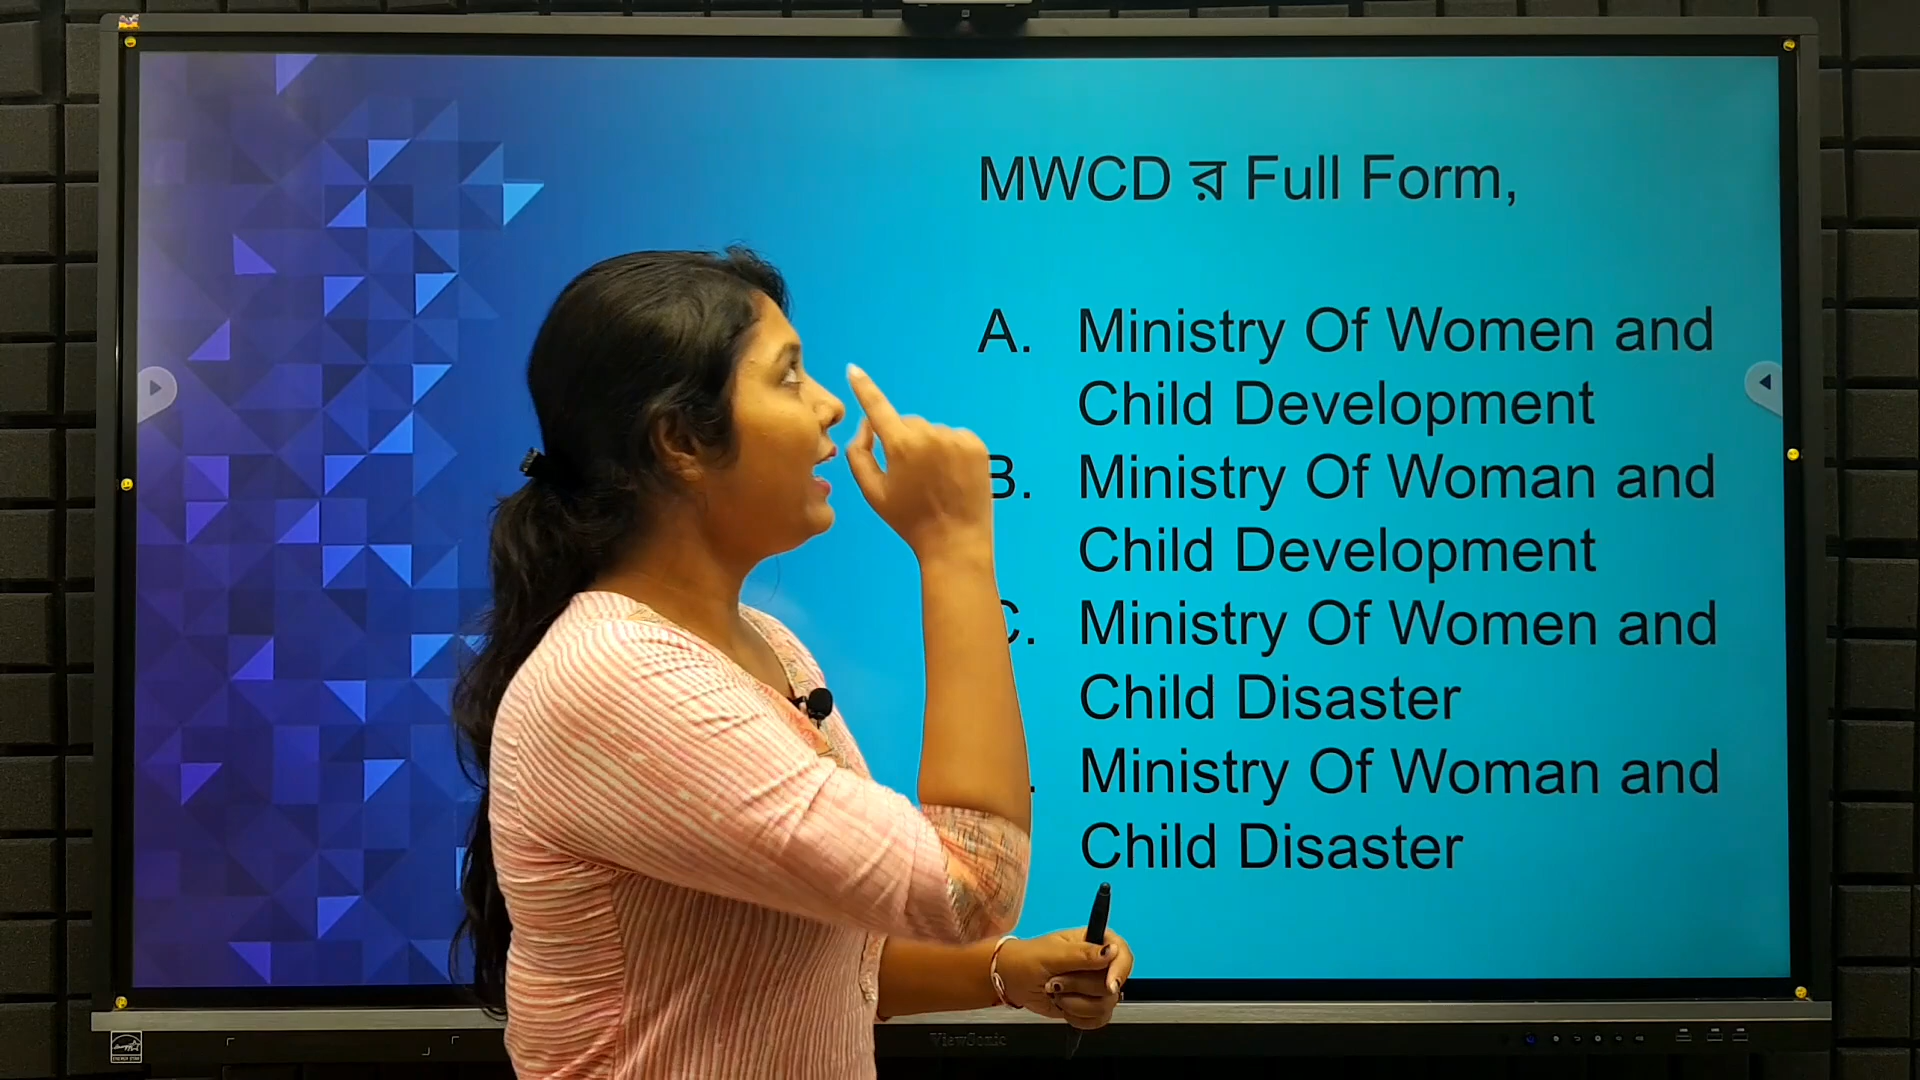 MWCD র Full Form,
A. Ministry Of Women and
Child Development
B. Ministry Of Woman and
Child Development
C. Ministry Of Women and
Child Disaster
. Ministry Of Woman and
Child Disaster
ViewSonic